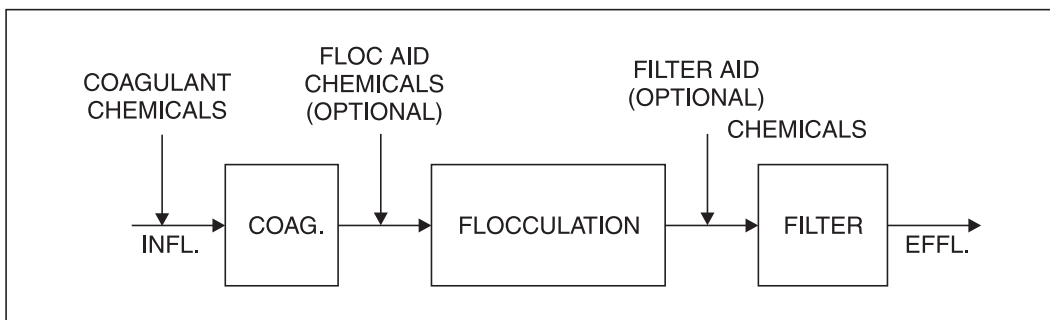 COAGULANT
CHEMICALS
FLOC AID
CHEMICALS
(OPTIONAL)
FILTER AID
(OPTIONAL)
CHEMICALS
INFL.
COAG.
FLOCCULATION
FILTER
EFFL.